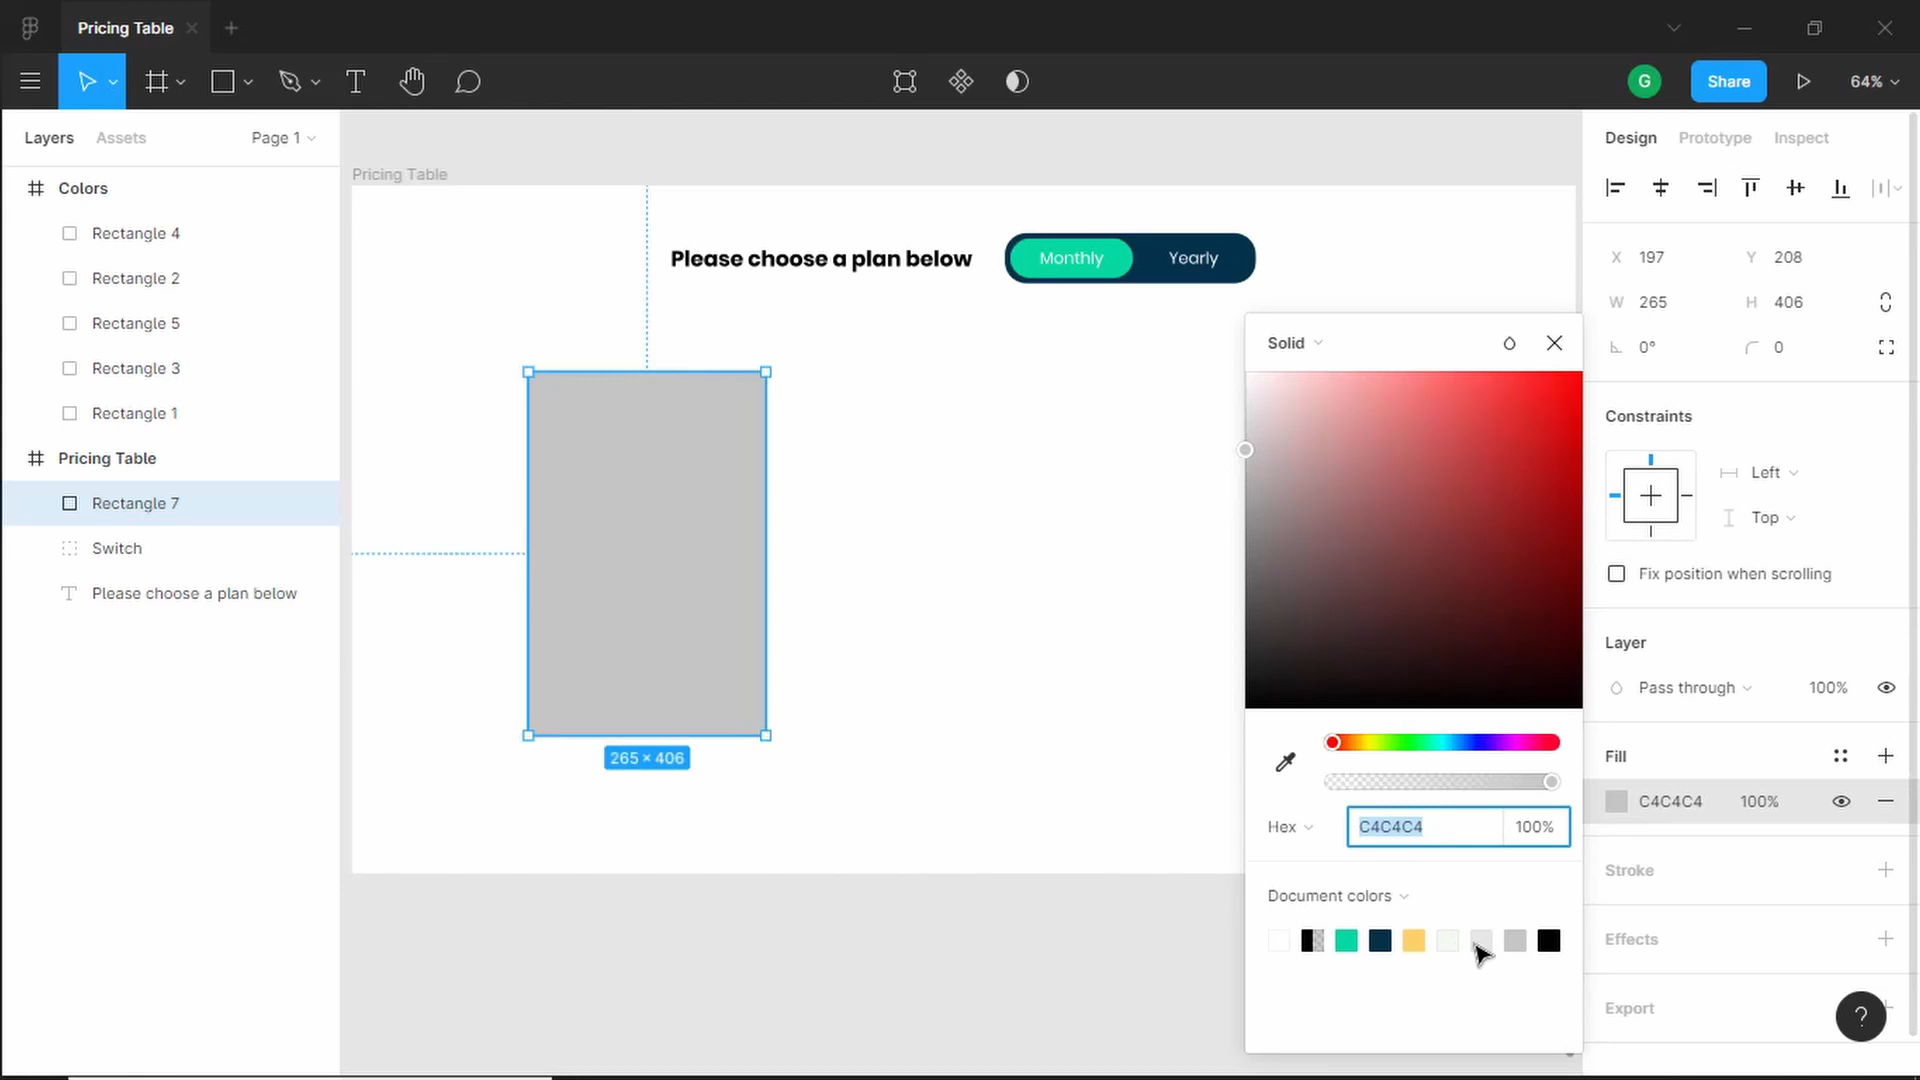 Pricing Table
Share
64%
G
Layers
Assets
Page 1
Colors
Rectangle 4
Rectangle 2
Rectangle 5
Rectangle 3
Rectangle 1
Pricing Table
Rectangle 7
Switch
T Please choose a plan below
Pricing Table
Please choose a plan below
Monthly
Yearly
265 × 406
Solid
Hex
C4C4C4
100%
Document colors
Design
Prototype
Inspect
X 197
Y 208
W 265
H 406
0°
0
Constraints
Left
Top
Fix position when scrolling
Layer
Pass through
100%
Fill
C4C4C4
100%
Stroke
Effects
Export
?